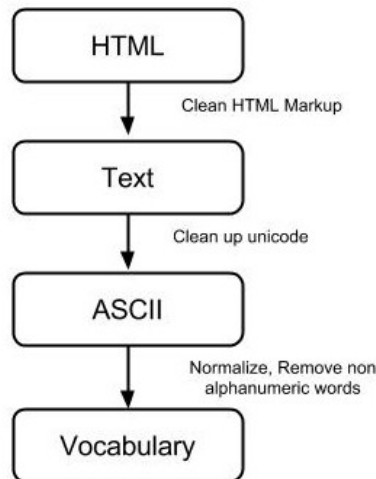 HTML
Clean HTML Markup
Text
Clean up unicode
ASCII
Normalize, Remove non
alphanumeric words
Vocabulary